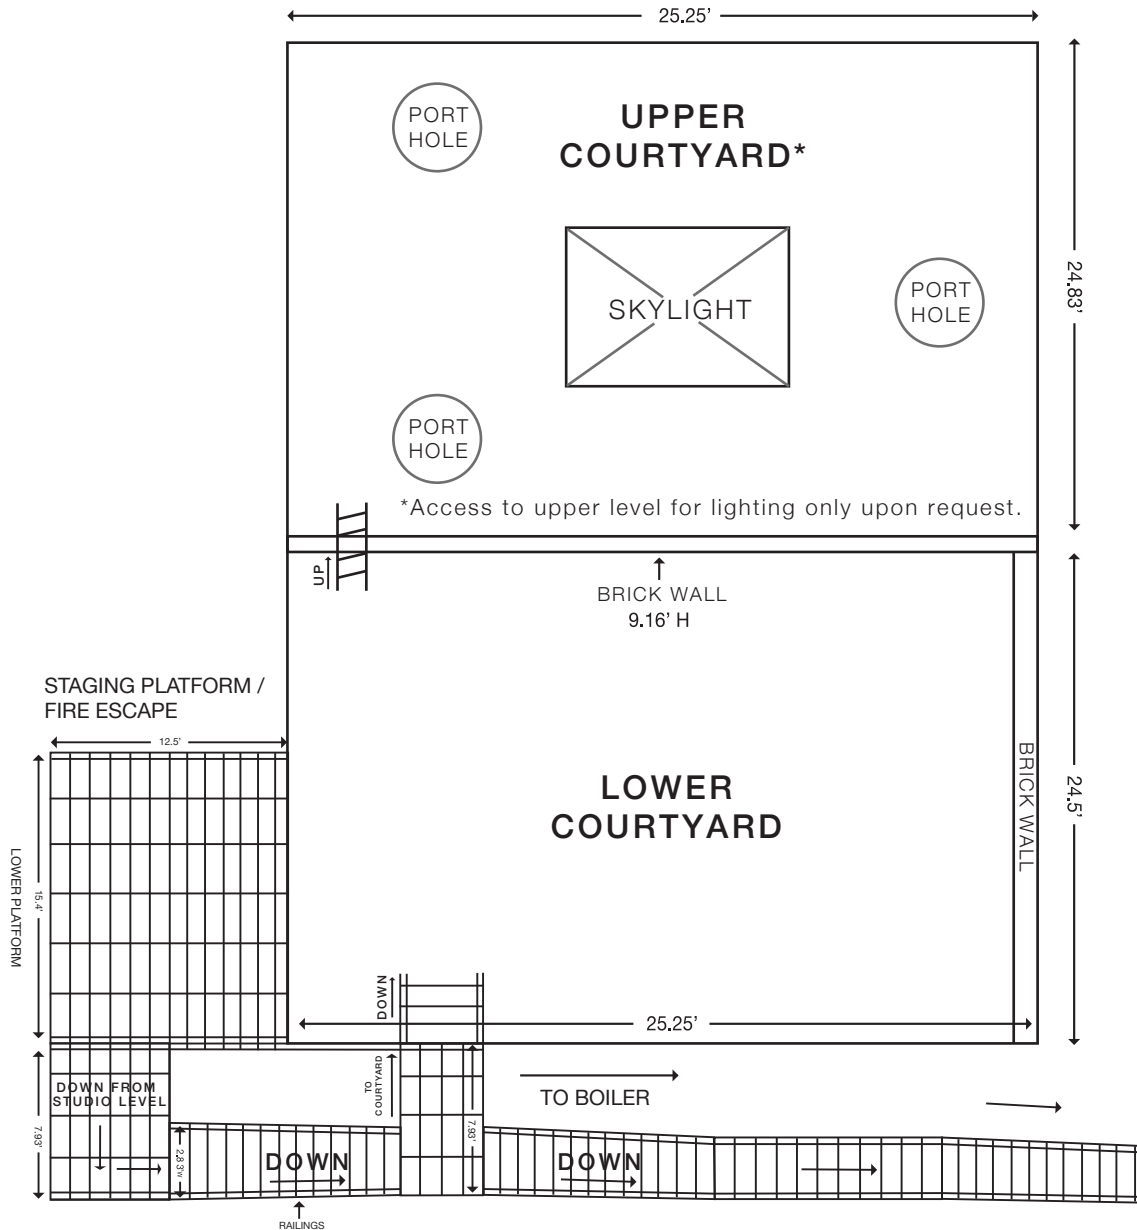 25.25’
PORT
HOLE
UPPER
COURTYARD*
24.83’
SKYLIGHT
PORT
HOLE
PORT
HOLE
*Access to upper level for lighting only upon request.
UP
BRICK WALL
9.16’ H
STAGING PLATFORM /
FIRE ESCAPE
12.5’
LOWER PLATFORM
15.4’
LOWER
COURTYARD
BRICK WALL
24.5’
DOWN
25.25’
TO
COURTYARD
DOWN FROM
STUDIO LEVEL
7.93’
2.8 3'W
DOWN
7.93’
TO BOILER
DOWN
RAILINGS